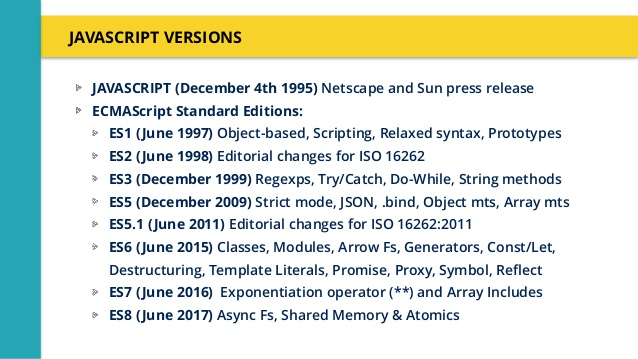 JAVASCRIPT VERSIONS
JAVASCRIPT (December 4th 1995) Netscape and Sun press release
ECMAScript Standard Editions:
ES1 (June 1997) Object-based, Scripting, Relaxed syntax, Prototypes
ES2 (June 1998) Editorial changes for ISO 16262
ES3 (December 1999) Regexps, Try/Catch, Do-While, String methods
ES5 (December 2009) Strict mode, JSON, .bind, Object mts, Array mts
ES5.1 (June 2011) Editorial changes for ISO 16262:2011
ES6 (June 2015) Classes, Modules, Arrow Fs, Generators, Const/Let,
Destructuring, Template Literals, Promise, Proxy, Symbol, Reflect
ES7 (June 2016) Exponentiation operator (**) and Array Includes
ES8 (June 2017) Async Fs, Shared Memory & Atomics